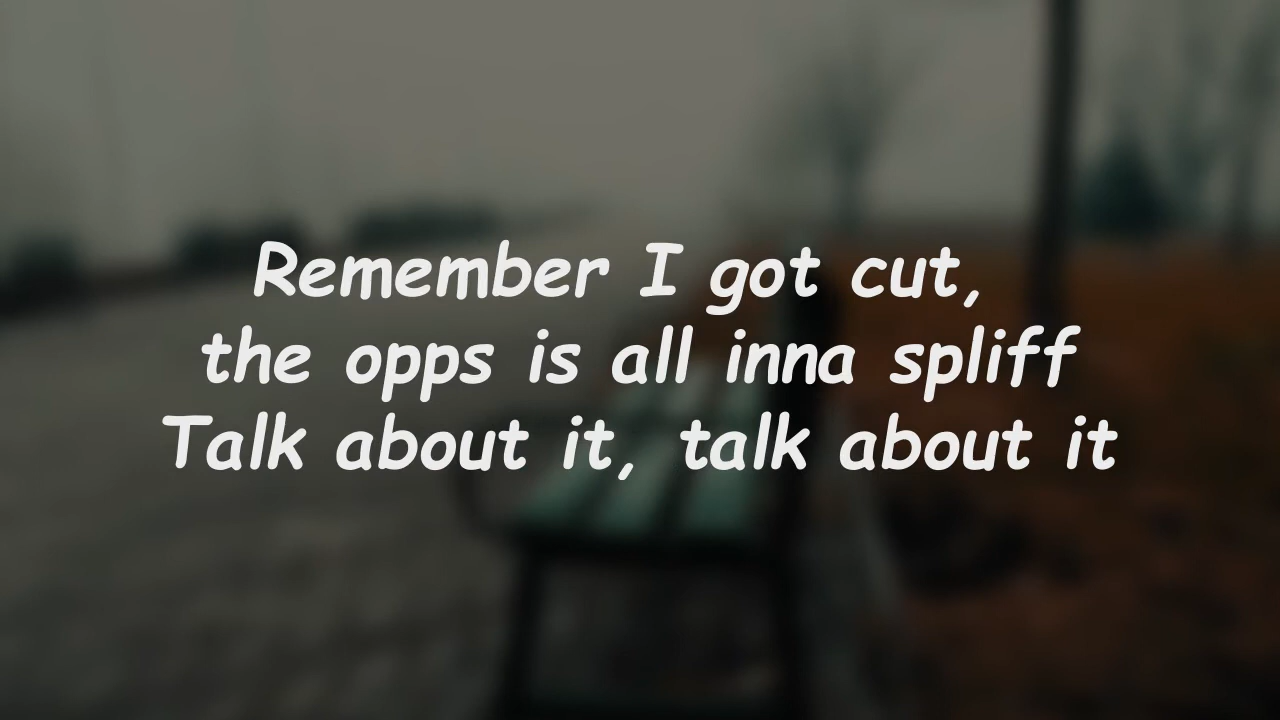 Remember I got cut,
the opps is all inna spliff
Talk about it, talk about it